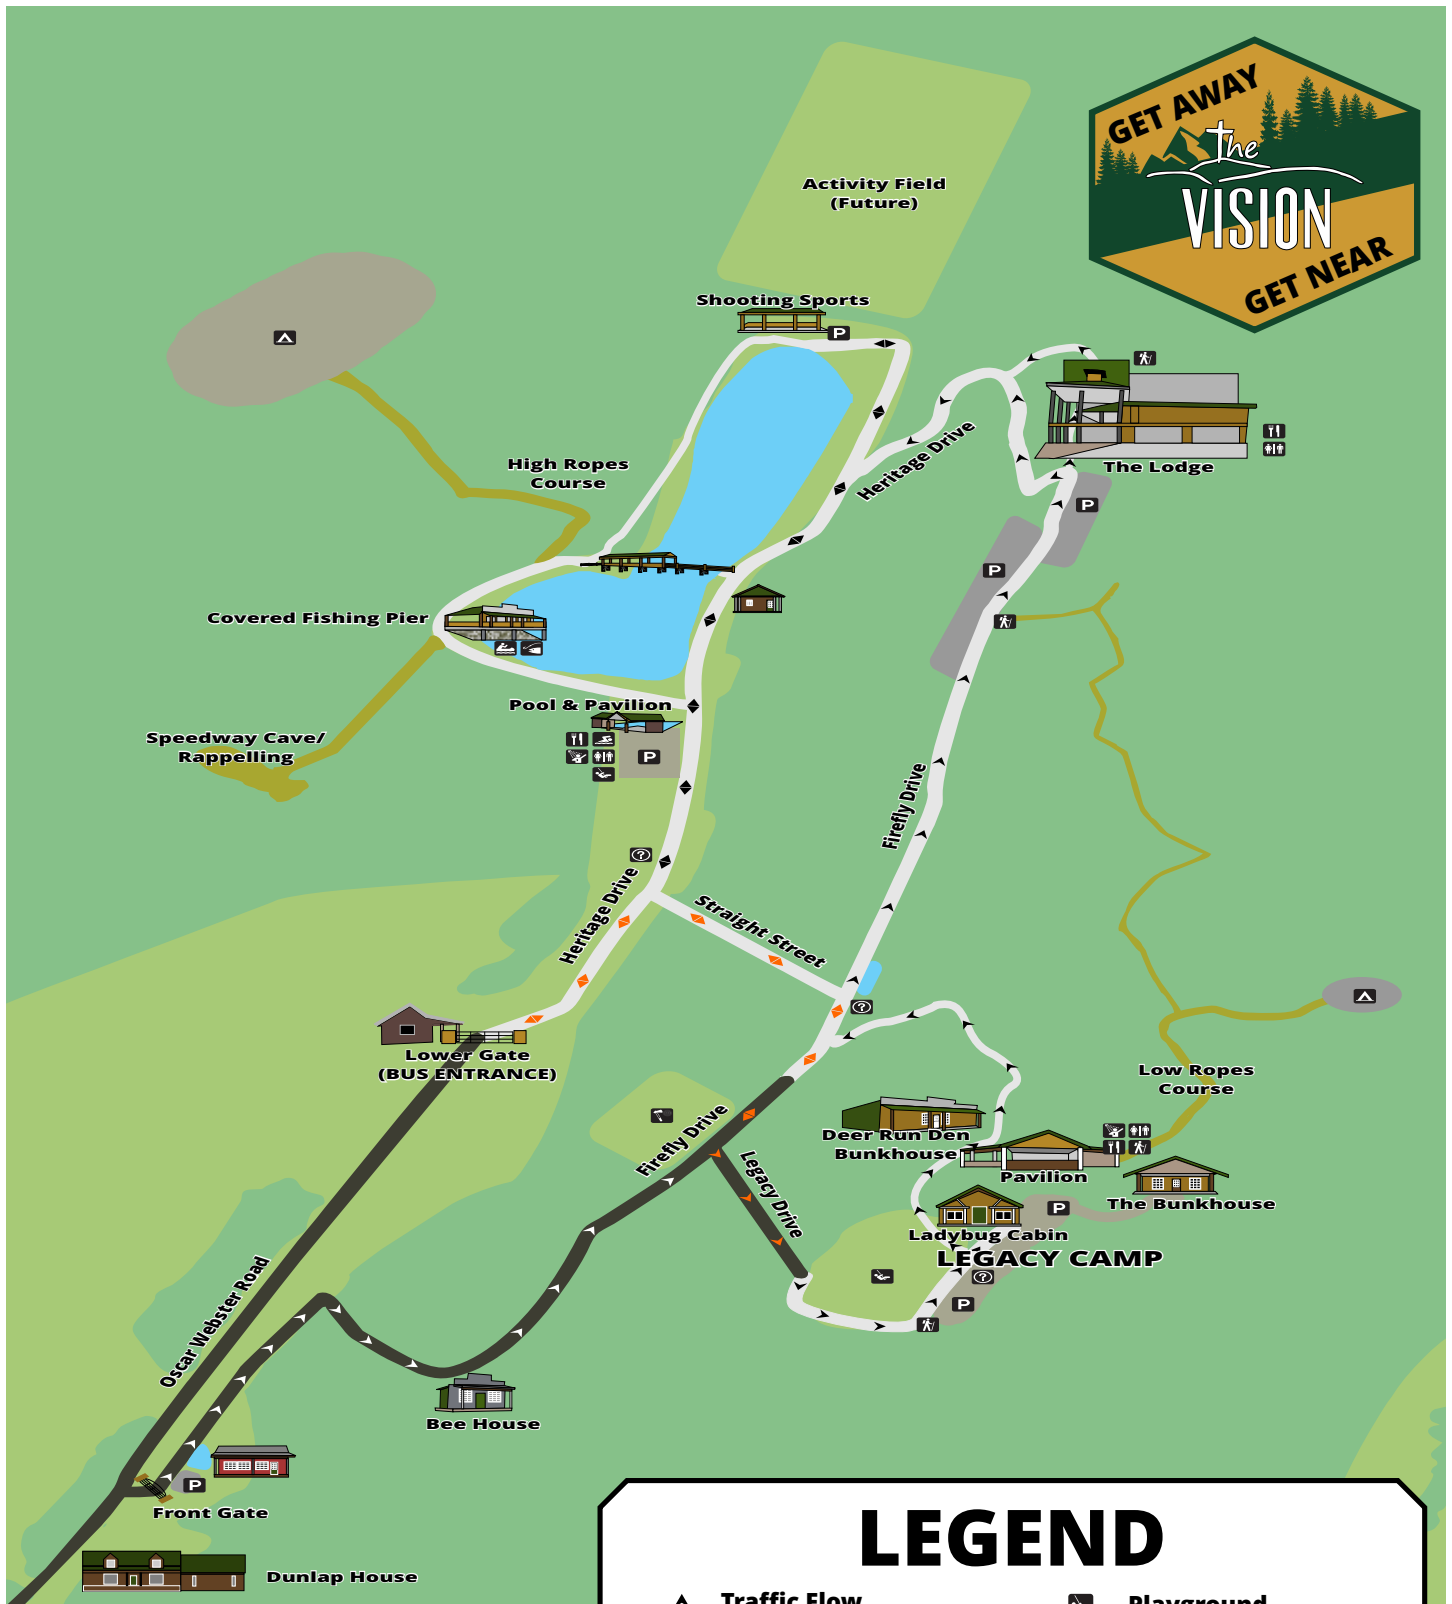 GET AWAY
The
VISION
GET NEAR
Activity Field
(Future)
Shooting Sports
P
High Ropes
Course
Heritage Drive
The Lodge
P
P
Covered Fishing Pier
Pool & Pavilion
P
Speedway Cave/
Rappelling
Firefly Drive
?
Heritage Drive
Straight Street
?
Lower Gate
(BUS ENTRANCE)
Low Ropes
Course
Firefly Drive
Legacy Drive
Deer Run Den
Bunkhouse
Pavilion
The Bunkhouse
P
Ladybug Cabin
LEGACY CAMP
?
P
Oscar Webster Road
Bee House
P
Front Gate
Dunlap House
LEGEND
Traffic Flow
Playground